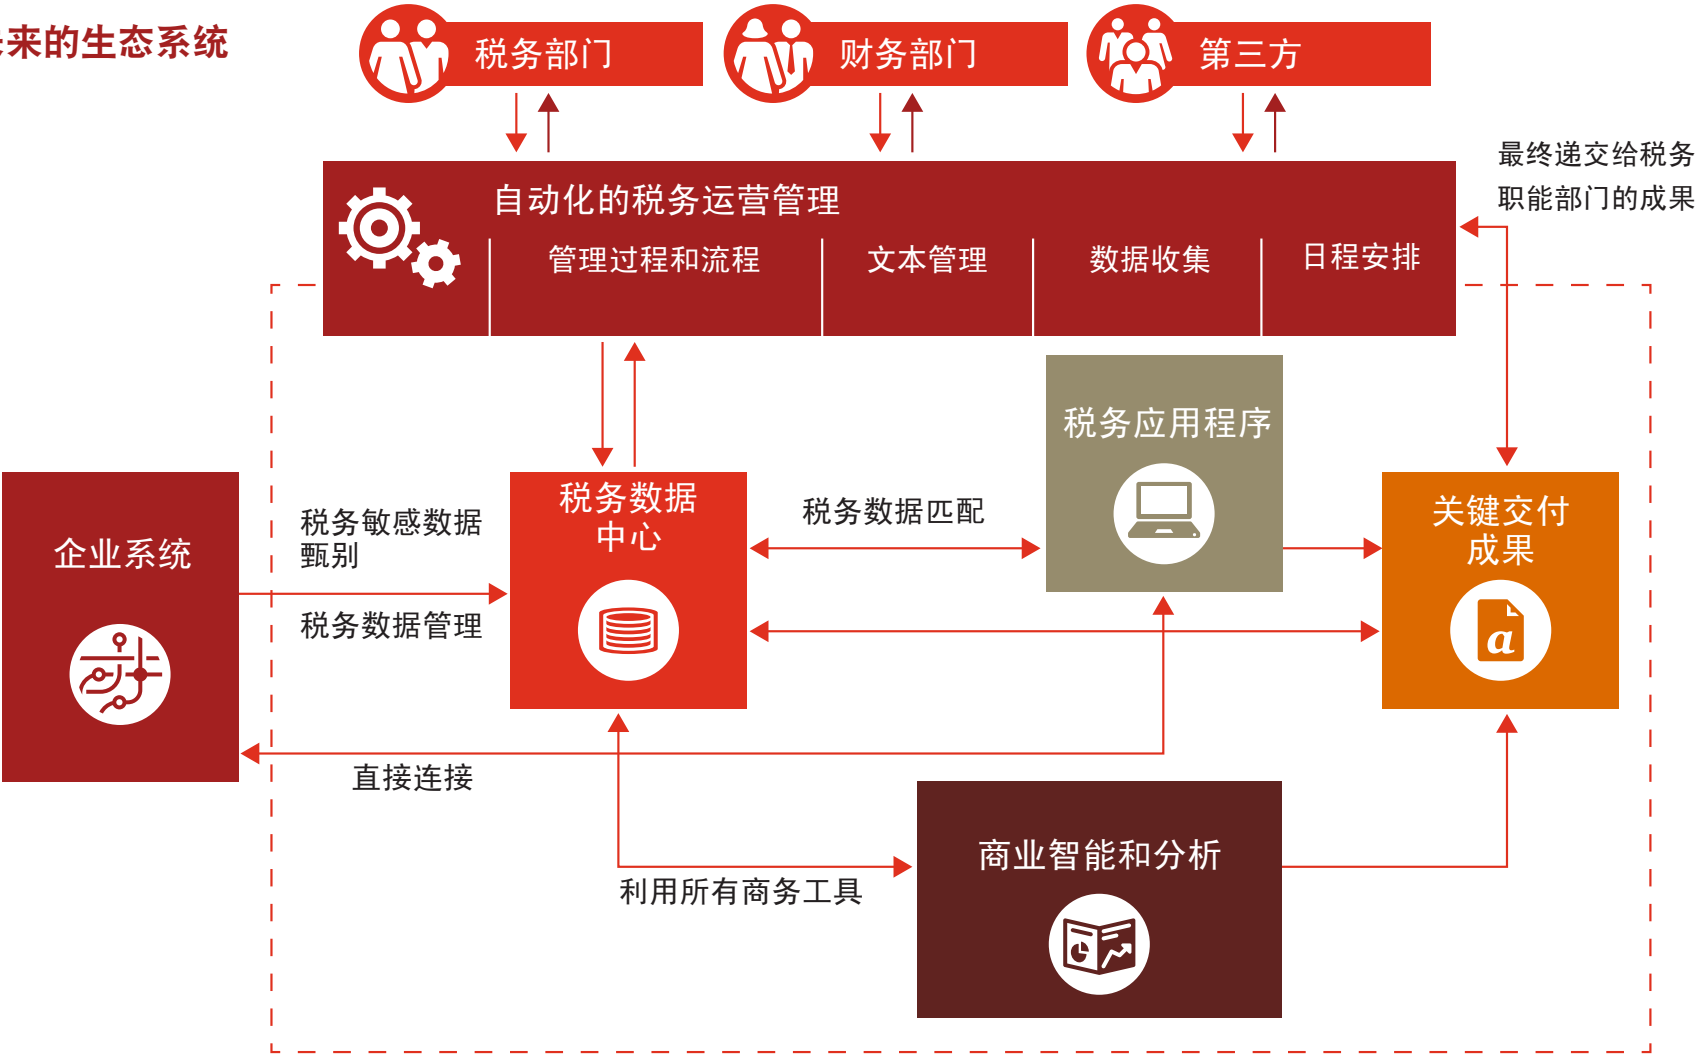 来的生态系统
税务部门
财务部门
第三方
最终递交给税务
职能部门的成果
自动化的税务运营管理
管理过程和流程
文本管理
数据收集
日程安排
税务应用程序
企业系统
税务敏感数据
甄别
税务数据管理
税务数据
中心
税务数据匹配
关键交付
成果
a
直接连接
利用所有商务工具
商业智能和分析